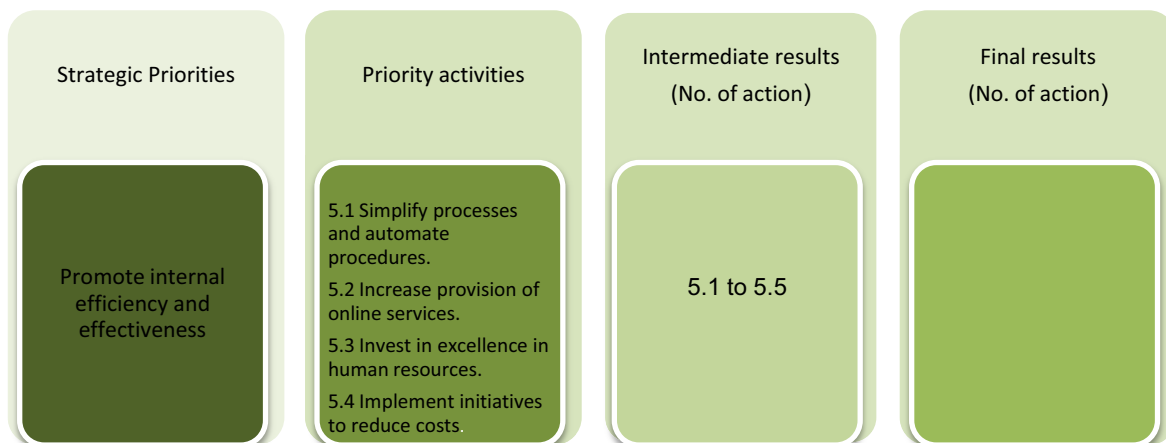 Strategic Priorities
Priority activities
Intermediate results
(No. of action)
Final results
(No. of action)
Promote internal
efficiency and
effectiveness
5.1 Simplify processes
and automate
procedures.
5.2 Increase provision of
online services.
5.3 Invest in excellence in
human resources.
5.4 Implement initiatives
to reduce costs.
5.1 to 5.5